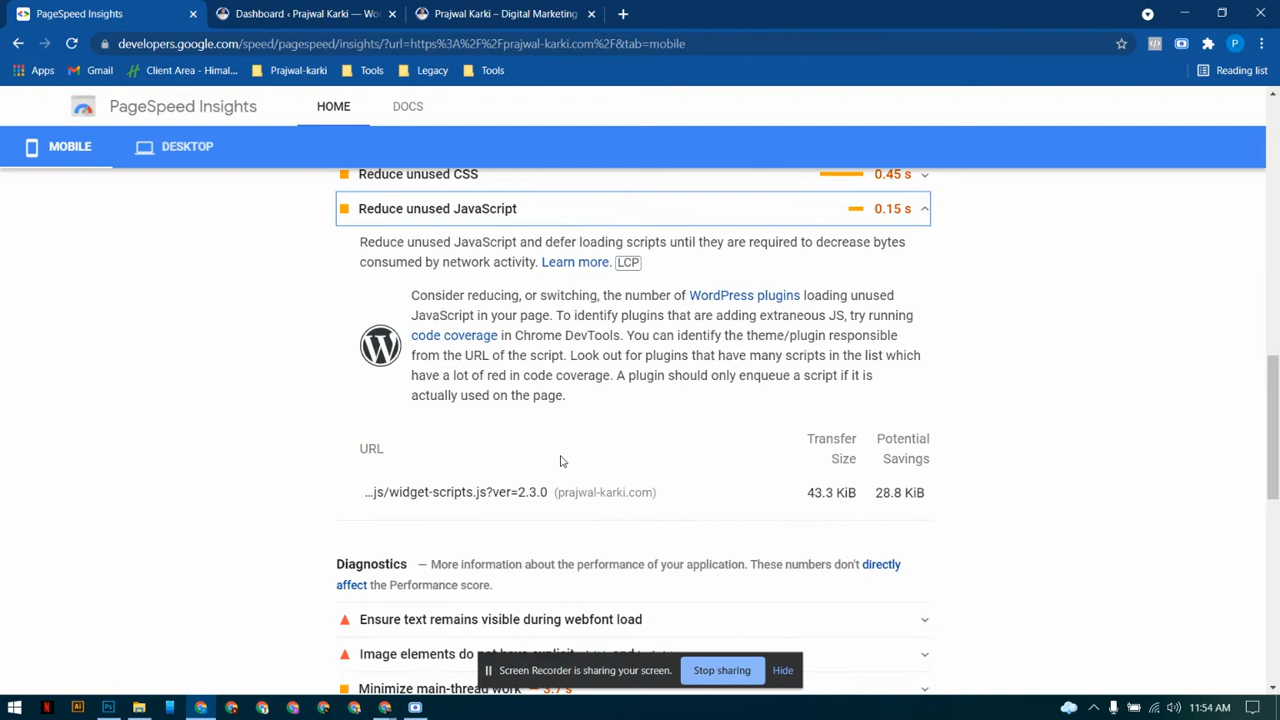 PageSpeed Insights
Dashboard ‹ Prajwal Karki — Wo
Prajwal Karki – Digital Marketing
developers.google.com/speed/pagespeed/insights/?url=https%3A%2F%2Fprajwal-karki.com%2F&tab=mobile
P
Apps
Gmail
Client Area - Himal...
Prajwal-karki
Tools
Legacy
Tools
Reading list
PageSpeed Insights
HOME
DOCS
MOBILE
DESKTOP
Reduce unused CSS
0.45 s
Reduce unused JavaScript
0.15 s
Reduce unused JavaScript and defer loading scripts until they are required to decrease bytes
consumed by network activity. Learn more. LCP
Consider reducing, or switching, the number of WordPress plugins loading unused
JavaScript in your page. To identify plugins that are adding extraneous JS, try running
code coverage in Chrome DevTools. You can identify the theme/plugin responsible
from the URL of the script. Look out for plugins that have many scripts in the list which
have a lot of red in code coverage. A plugin should only enqueue a script if it is
actually used on the page.
URL
Transfer
Size
Potential
Savings
...js/widget-scripts.js?ver=2.3.0 (prajwal-karki.com)
43.3 KiB
28.8 KiB
Diagnostics — More information about the performance of your application. These numbers don't directly
affect the Performance score.
Ensure text remains visible during webfont load
Image elements do not have explicit
Screen Recorder is sharing your screen.
Stop sharing
Hide
Minimize main-thread work — 3.7 s
11:54 AM